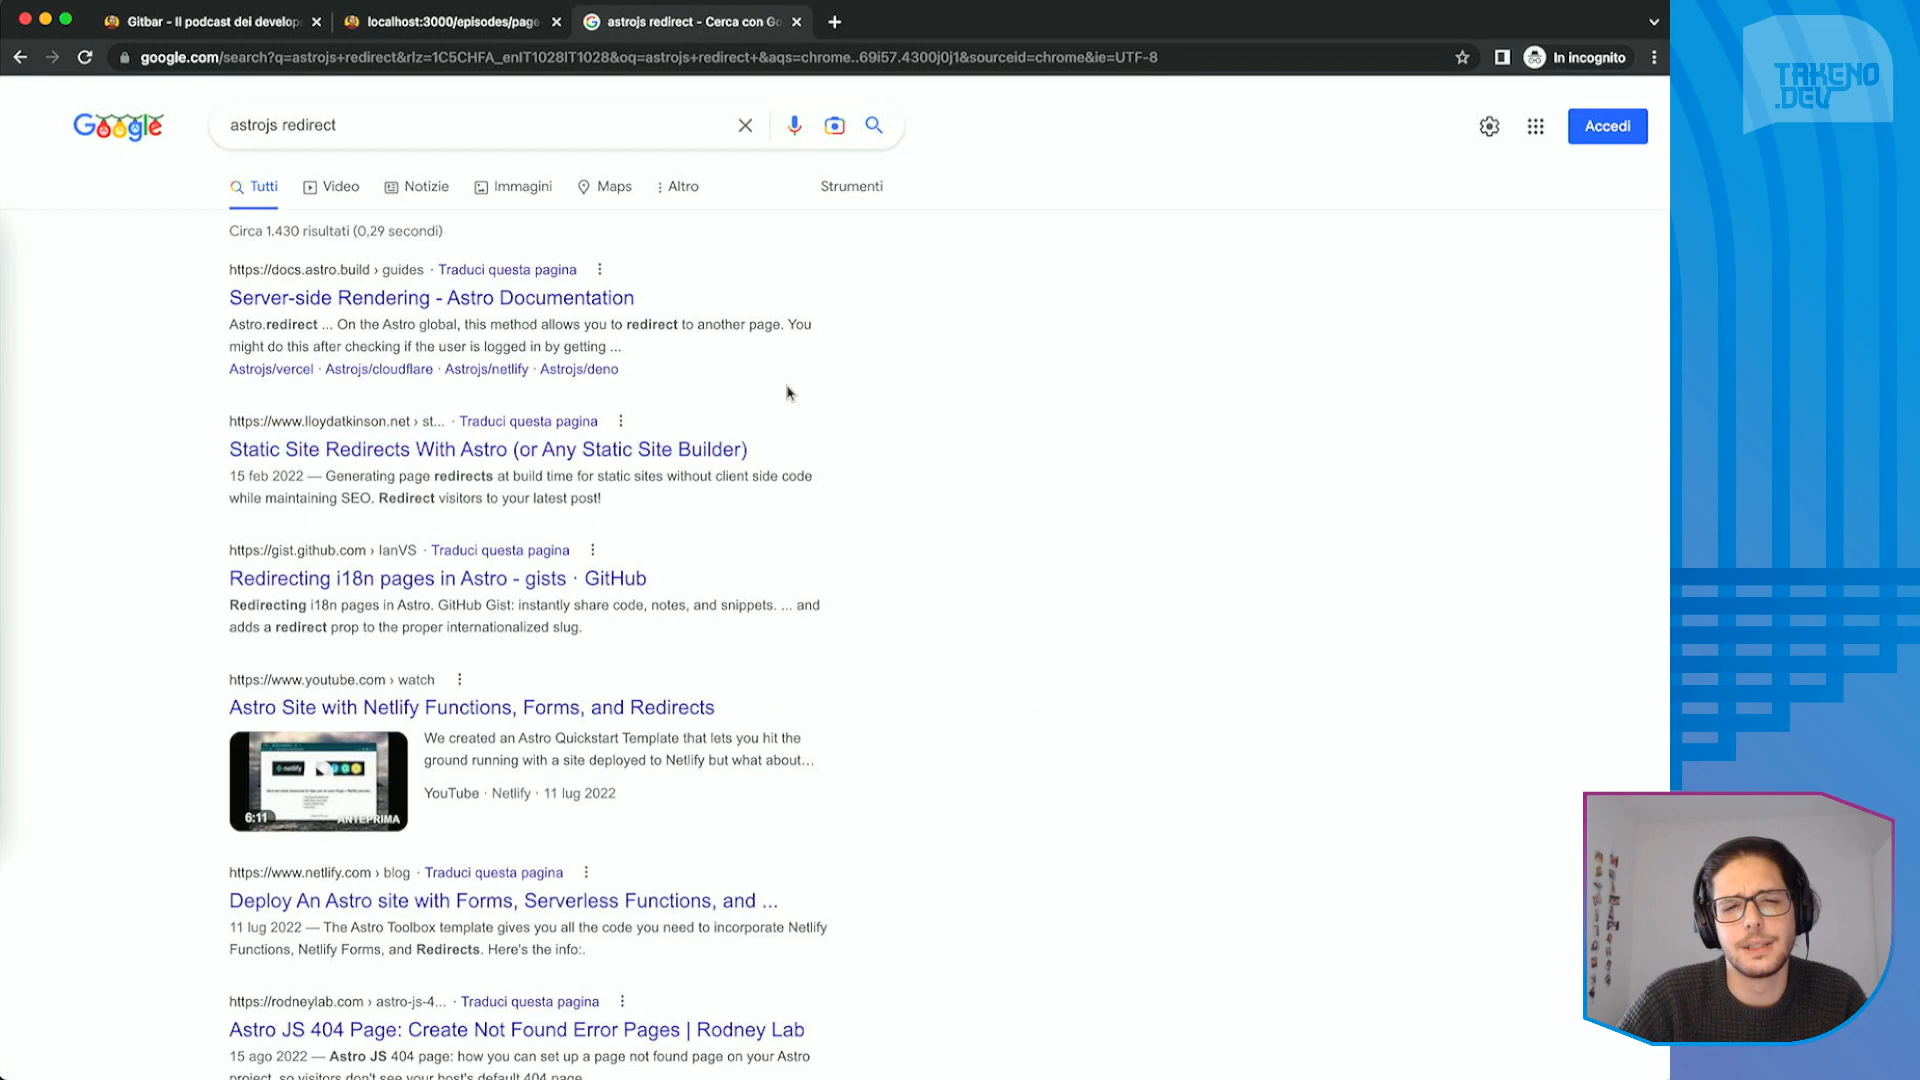 Gitbar - Il podcast dei develop
localhost:3000/episodes/page
astrojs redirect - Cerca con Go
google.com/search?q=astrojs+redirect&rlz=1C5CHFA_enIT1028IT1028&oq=astrojs+redirect+&aqs=chrome..69i57.4300j0j1&sourceid=chrome&ie=UTF-8
In incognito
TAKENO
.DEV
Google
astrojs redirect
Accedi
Tutti
Video
Notizie
Immagini
Maps
Altro
Strumenti
Circa 1.430 risultati (0,29 secondi)
https://docs.astro.build › guides · Traduci questa pagina
Server-side Rendering - Astro Documentation
Astro.redirect ... On the Astro global, this method allows you to redirect to another page. You
might do this after checking if the user is logged in by getting ...
Astrojs/vercel · Astrojs/cloudflare · Astrojs/netlify · Astrojs/deno
https://www.lloydatkinson.net › st... · Traduci questa pagina
Static Site Redirects With Astro (or Any Static Site Builder)
15 feb 2022 — Generating page redirects at build time for static sites without client side code
while maintaining SEO. Redirect visitors to your latest post!
https://gist.github.com › IanVS · Traduci questa pagina
Redirecting i18n pages in Astro - gists · GitHub
Redirecting i18n pages in Astro. GitHub Gist: instantly share code, notes, and snippets. ... and
adds a redirect prop to the proper internationalized slug.
https://www.youtube.com › watch
Astro Site with Netlify Functions, Forms, and Redirects
We created an Astro Quickstart Template that lets you hit the
ground running with a site deployed to Netlify but what about...
YouTube · Netlify · 11 lug 2022
netlify
6:11
ANTEPRIMA
https://www.netlify.com › blog · Traduci questa pagina
Deploy An Astro site with Forms, Serverless Functions, and ...
11 lug 2022 — The Astro Toolbox template gives you all the code you need to incorporate Netlify
Functions, Netlify Forms, and Redirects. Here's the info:.
https://rodneylab.com › astro-js-4... · Traduci questa pagina
Astro JS 404 Page: Create Not Found Error Pages | Rodney Lab
15 ago 2022 — Astro JS 404 page: how you can set up a page not found page on your Astro
project, so visitors don't see your host's default 404 page